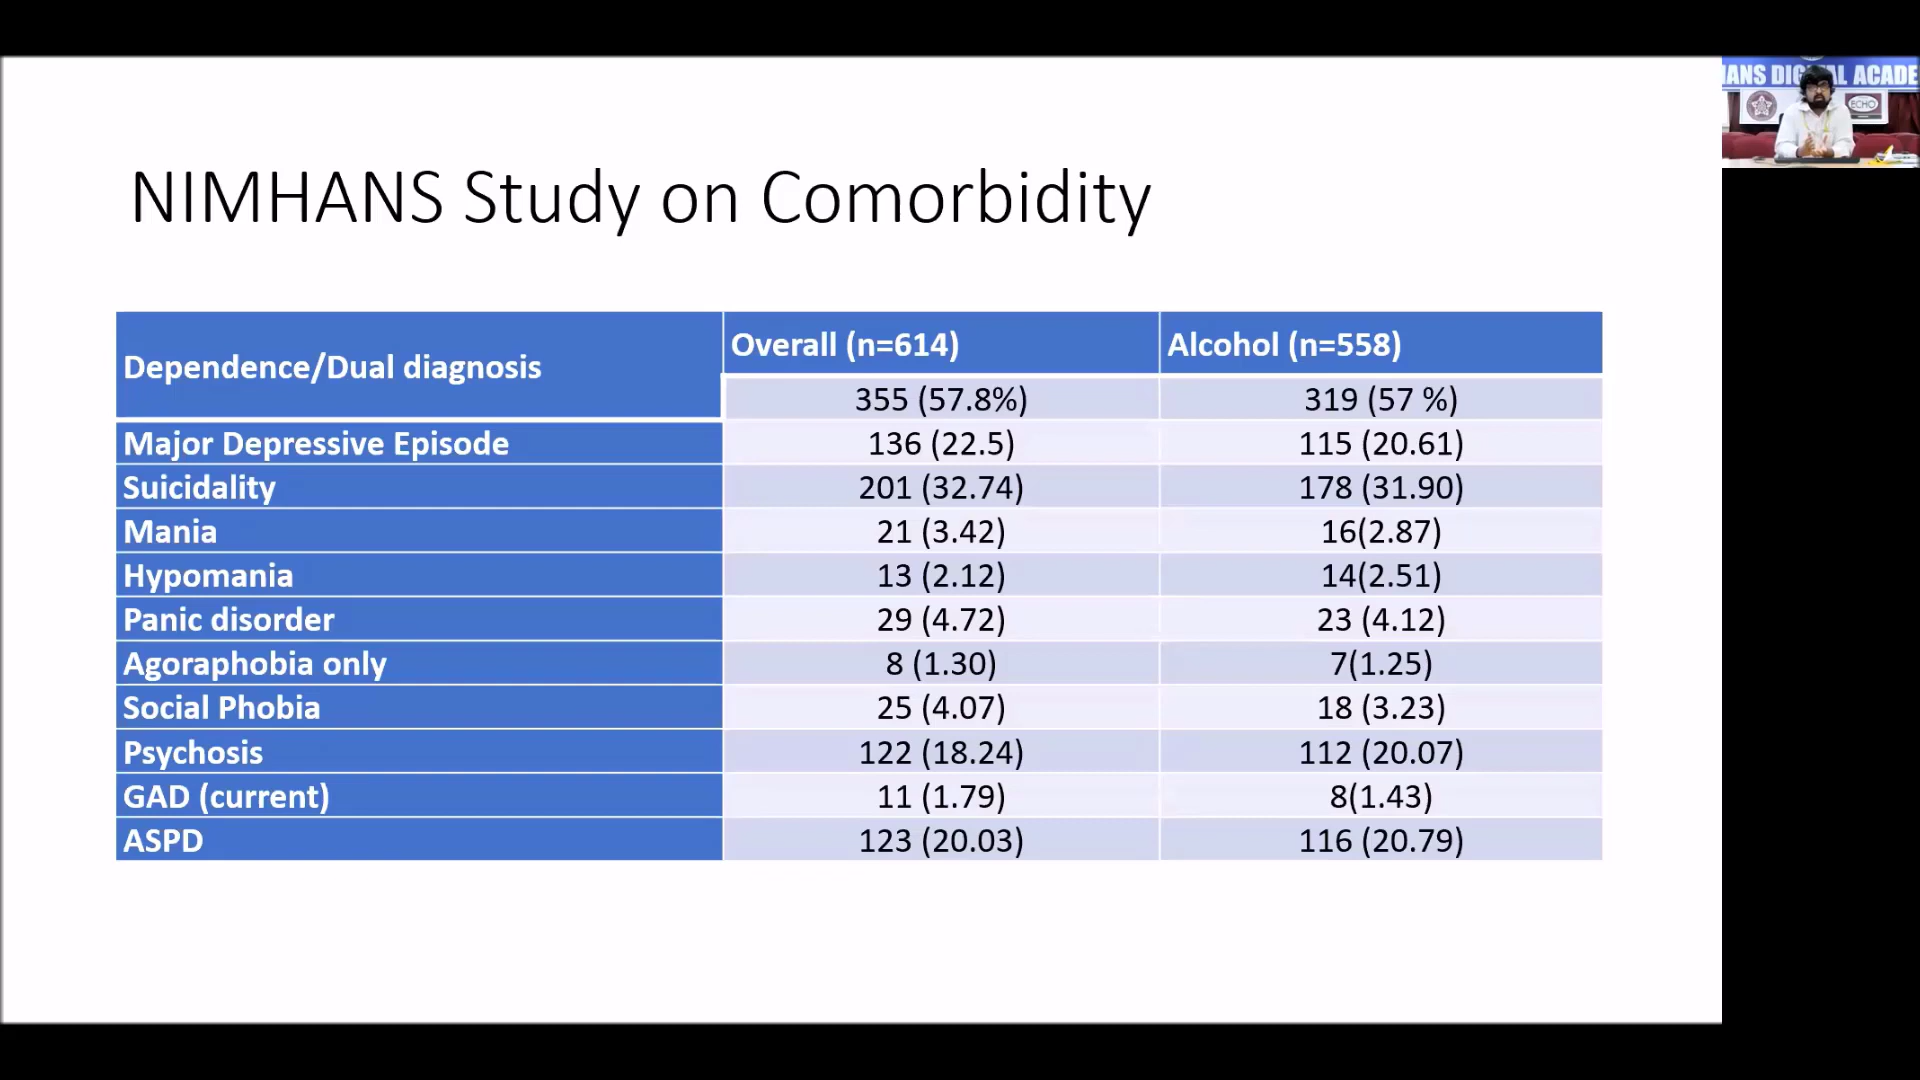 NIMHANS Study on Comorbidity
Dependence/Dual diagnosis
Overall (n=614)
Alcohol (n=558)
355 (57.8%)
319 (57 %)
Major Depressive Episode
136 (22.5)
115 (20.61)
Suicidality
201 (32.74)
178 (31.90)
Mania
21 (3.42)
16(2.87)
Hypomania
13 (2.12)
14(2.51)
Panic disorder
29 (4.72)
23 (4.12)
Agoraphobia only
8 (1.30)
7(1.25)
Social Phobia
25 (4.07)
18 (3.23)
Psychosis
122 (18.24)
112 (20.07)
GAD (current)
11 (1.79)
8(1.43)
ASPD
123 (20.03)
116 (20.79)
ECHO